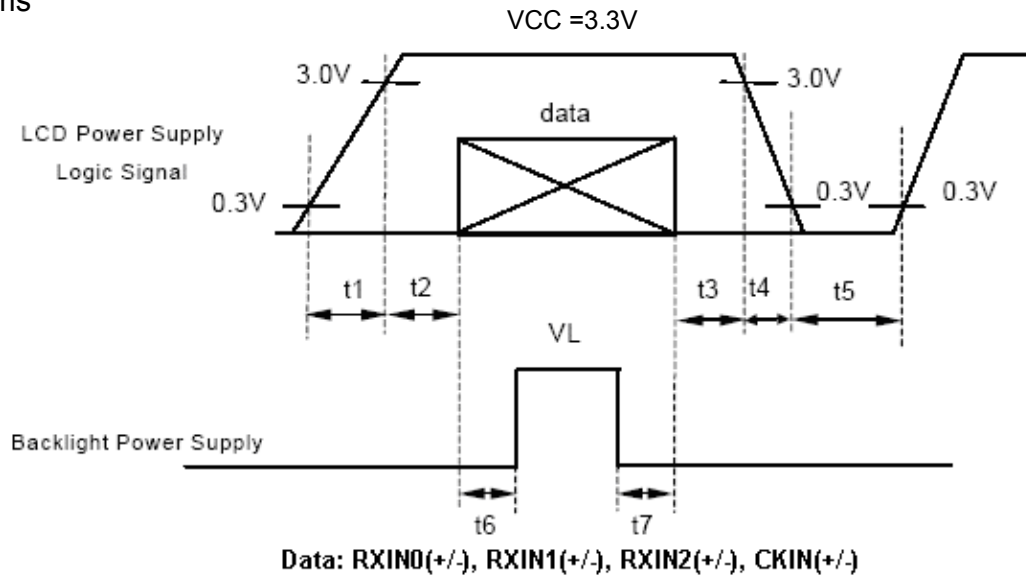 ns
VCC =3.3V
3.0V
3.0V
data
LCD Power Supply
Logic Signal
0.3V
0.3V
0.3V
t1
t2
t3
t4
t5
VL
Backlight Power Supply
t6
t7
Data: RXIN0(+/-), RXIN1(+/-), RXIN2(+/-), CKIN(+/-)